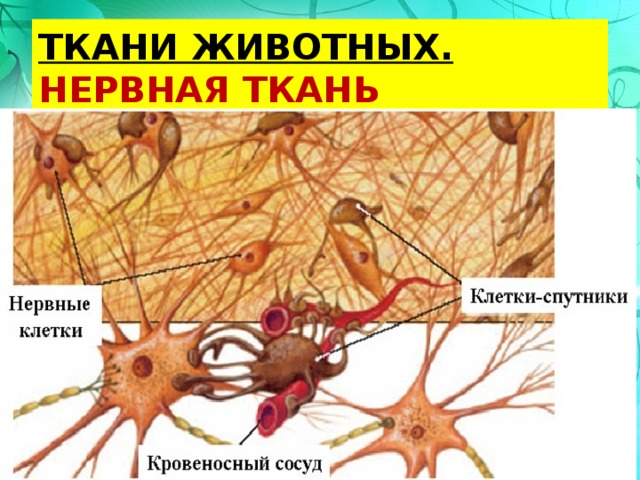 ТКАНИ ЖИВОТНЫХ.
НЕРВНАЯ ТКАНЬ
Клетки-спутники
Нервные
клетки
Кровеносный сосуд